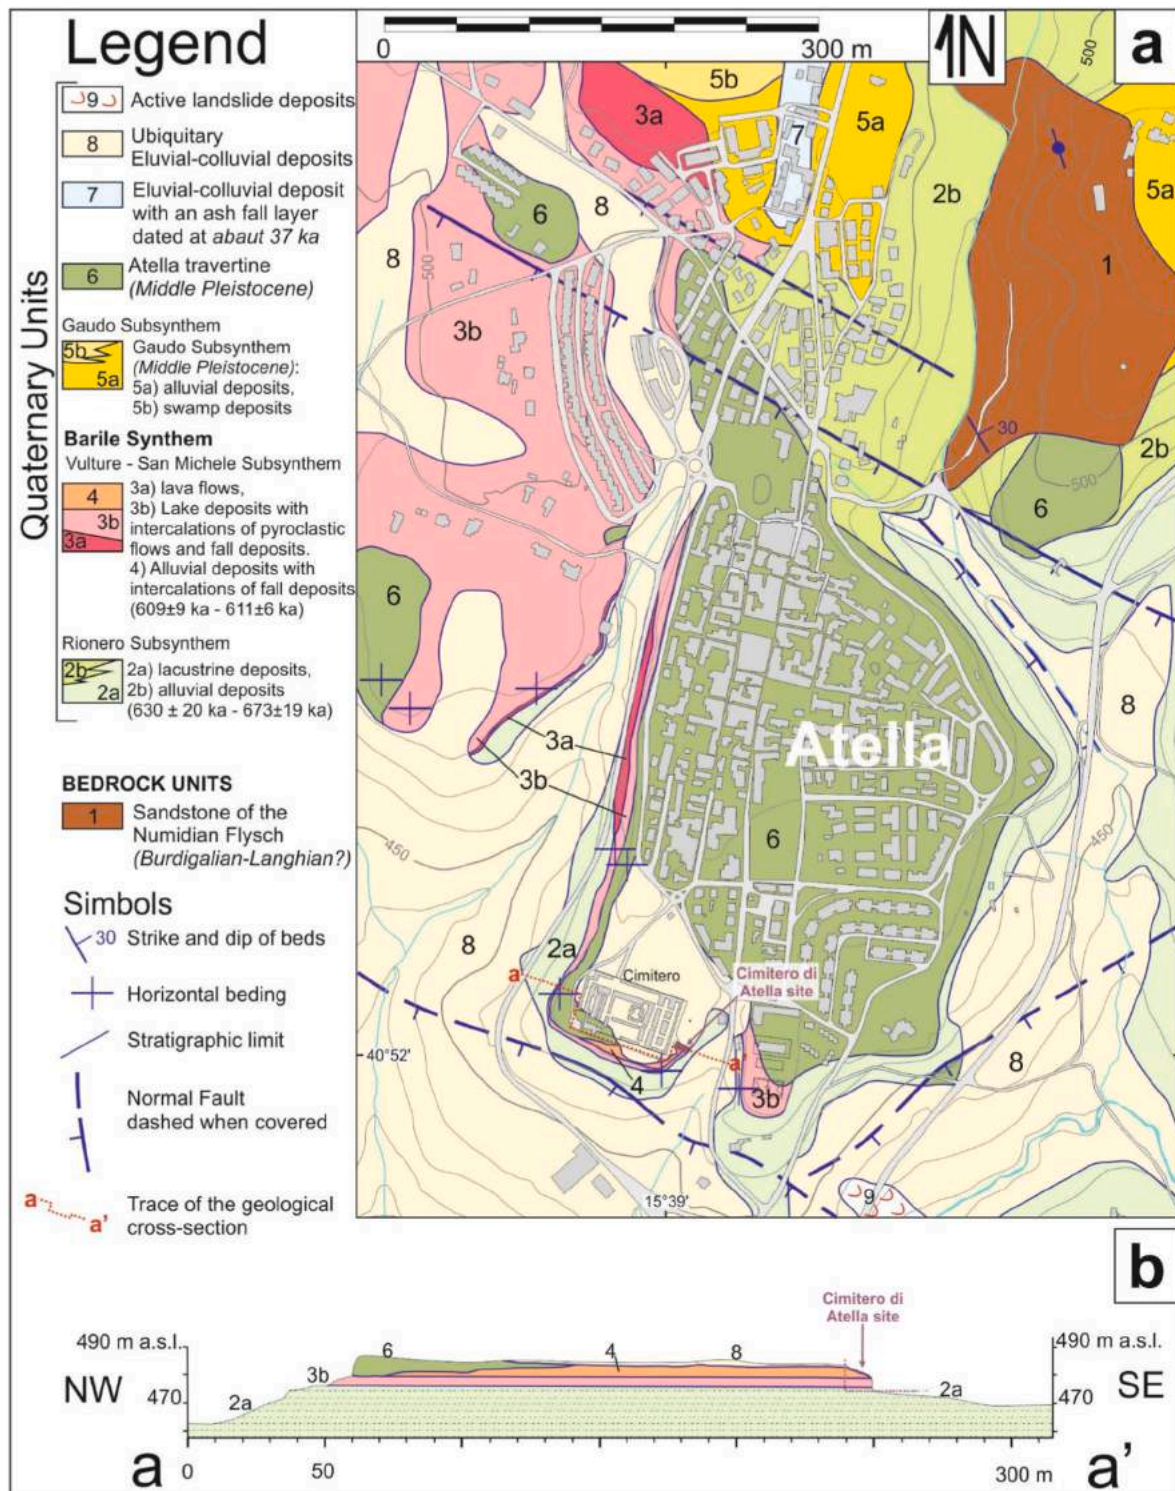 Legend
0
300 m
N
a
9
Active landslide deposits
8
Ubiquitary
Eluvial-colluvial deposits
7
Eluvial-colluvial deposit
with an ash fall layer
dated at abaut 37 ka
6
Atella travertine
(Middle Pleistocene)
Gaudo Subsynthem
5b
5a
Gaudo Subsynthem
(Middle Pleistocene):
5a) alluvial deposits,
5b) swamp deposits
Barile Synthem
Vulture - San Michele Subsynthem
4
3b
3a
3a) lava flows,
3b) Lake deposits with
intercalations of pyroclastic
flows and fall deposits.
4) Alluvial deposits with
intercalations of fall deposits
(609±9 ka - 611±6 ka)
Rionero Subsynthem
2b
2a
2a) lacustrine deposits,
2b) alluvial deposits
(630 ± 20 ka - 673±19 ka)
Quaternary Units
BEDROCK UNITS
1
Sandstone of the
Numidian Flysch
(Burdigalian-Langhian?)
Simbols
30
Strike and dip of beds
Horizontal beding
Stratigraphic limit
Normal Fault
dashed when covered
a
a'
Trace of the geological
cross-section
5b
500
3a
7
5a
2b
5a
6
8
8
500
1
3b
30
2b
500
6
6
8
3a
3b
Atella
450
6
450
8
2a
Cimitero
Cimitero di
Atella site
a
a'
40°52'
4
3b
8
15°39'
9
b
Cimitero di
Atella site
490 m a.s.l.
6
4
8
490 m a.s.l.
NW
3b
SE
470
2a
2a
470
a
0
50
300 m
a'